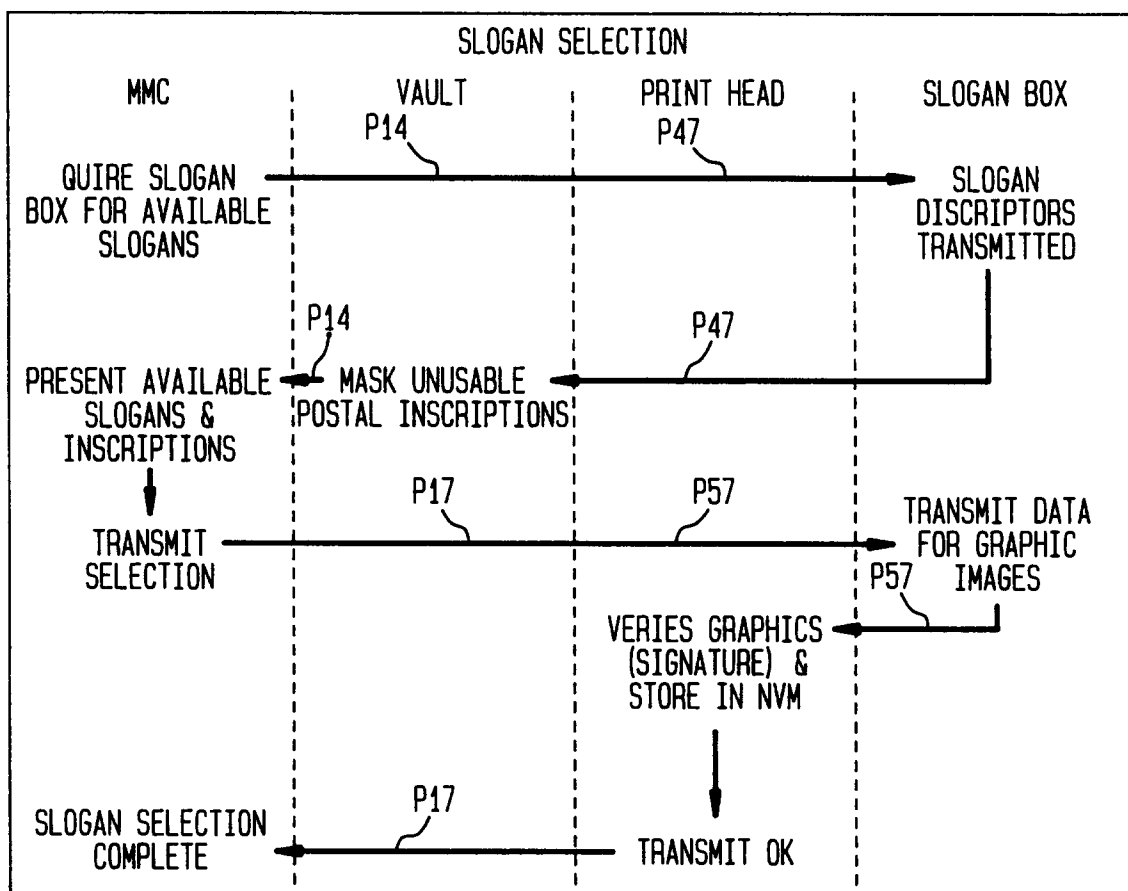 SLOGAN SELECTION
MMC
VAULT
PRINT HEAD
SLOGAN BOX
P14
P47
QUIRE SLOGAN
BOX FOR AVAILABLE
SLOGANS
SLOGAN
DISCRIPTORS
TRANSMITTED
P14
P47
PRESENT AVAILABLE
SLOGANS &
INSCRIPTIONS
MASK UNUSABLE
POSTAL INSCRIPTIONS
P17
P57
TRANSMIT
SELECTION
TRANSMIT DATA
FOR GRAPHIC
IMAGES
P57
VERIES GRAPHICS
(SIGNATURE) &
STORE IN NVM
P17
SLOGAN SELECTION
COMPLETE
TRANSMIT OK